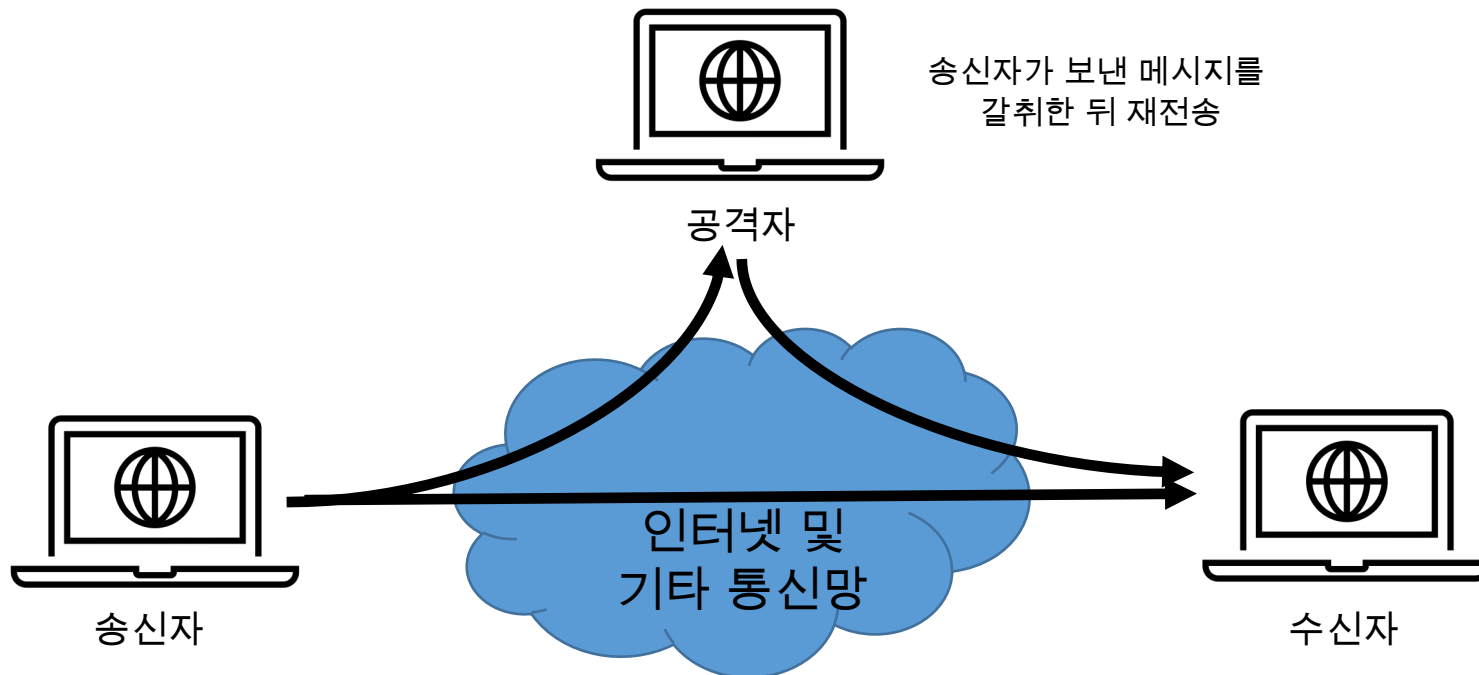 송신자가 보낸 메시지를
갈취한 뒤 재전송
공격자
인터넷 및
기타 통신망
송신자
수신자